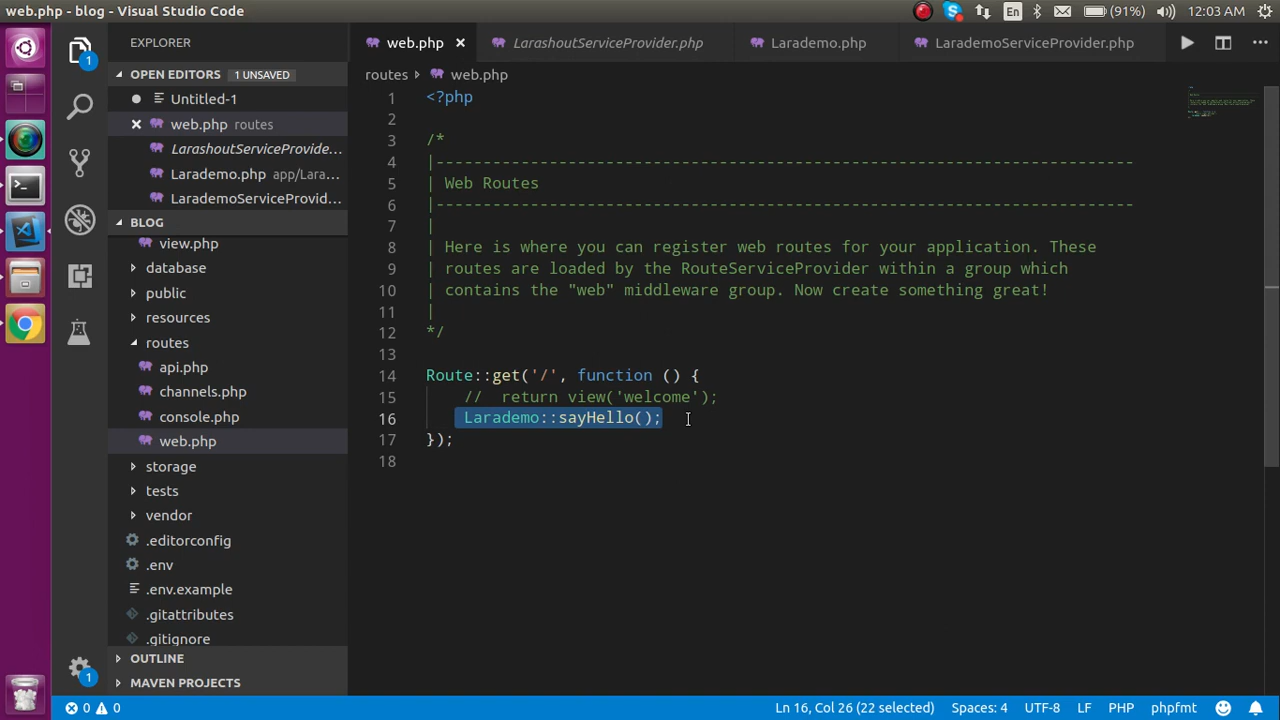 web.php - blog - Visual Studio Code
En
(91%)
12:03 AM
EXPLORER
1
OPEN EDITORS 1 UNSAVED
Untitled-1
web.php routes
LarashoutServiceProvide...
Larademo.php app/Lara...
LarademoServiceProvid...
BLOG
view.php
database
public
resources
routes
api.php
channels.php
console.php
web.php
storage
tests
vendor
.editorconfig
.env
.env.example
.gitattributes
.gitignore
OUTLINE
MAVEN PROJECTS
1
web.php
LarashoutServiceProvider.php
Larademo.php
LarademoServiceProvider.php
routes web.php
1 <?php
2
3 /*
4 |--------------------------------------------------------------------------
5 | Web Routes
6 |--------------------------------------------------------------------------
7 |
8 | Here is where you can register web routes for your application. These
9 | routes are loaded by the RouteServiceProvider within a group which
10 | contains the "web" middleware group. Now create something great!
11 |
12 */
13
14 Route::get('/', function () {
15 //  return view('welcome');
16 Larademo::sayHello();
17 });
18
0 0
Ln 16, Col 26 (22 selected)
Spaces: 4
UTF-8
LF
PHP
phpfmt